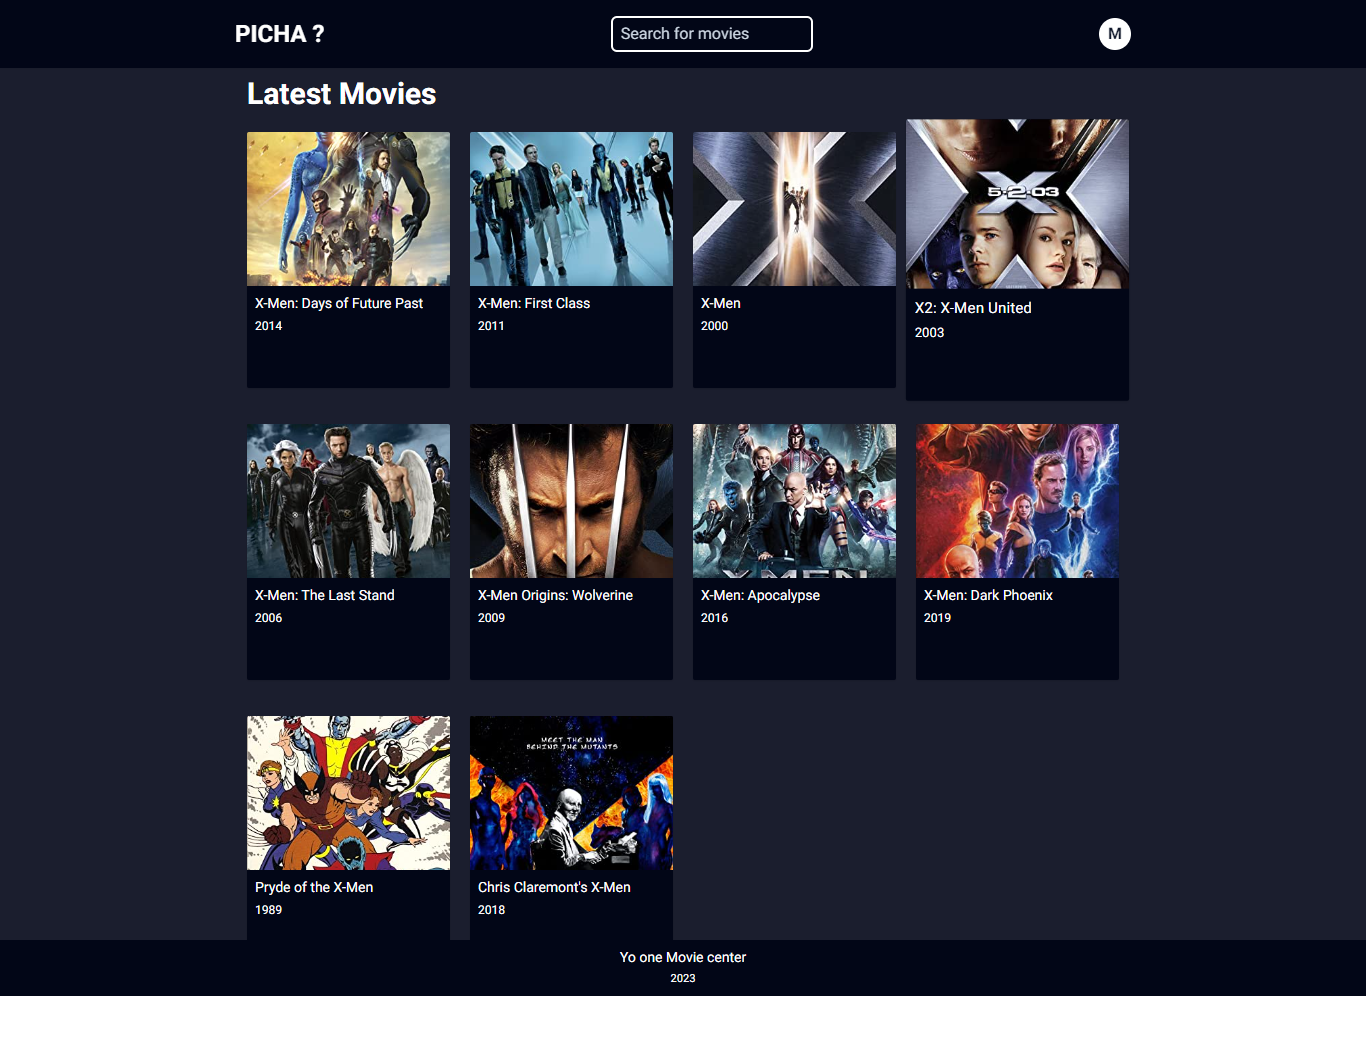 PICHA ?
Search for movies
M
Latest Movies
5·2·03
X-Men: Days of Future Past
2014
X-Men: First Class
2011
X-Men
2000
X2: X-Men United
2003
X-MEN
X-Men: The Last Stand
2006
X-Men Origins: Wolverine
2009
X-Men: Apocalypse
2016
X-Men: Dark Phoenix
2019
MEET THE MAN
BEHIND THE MUTANTS
Pryde of the X-Men
1989
Chris Claremont's X-Men
2018
Yo one Movie center
2023